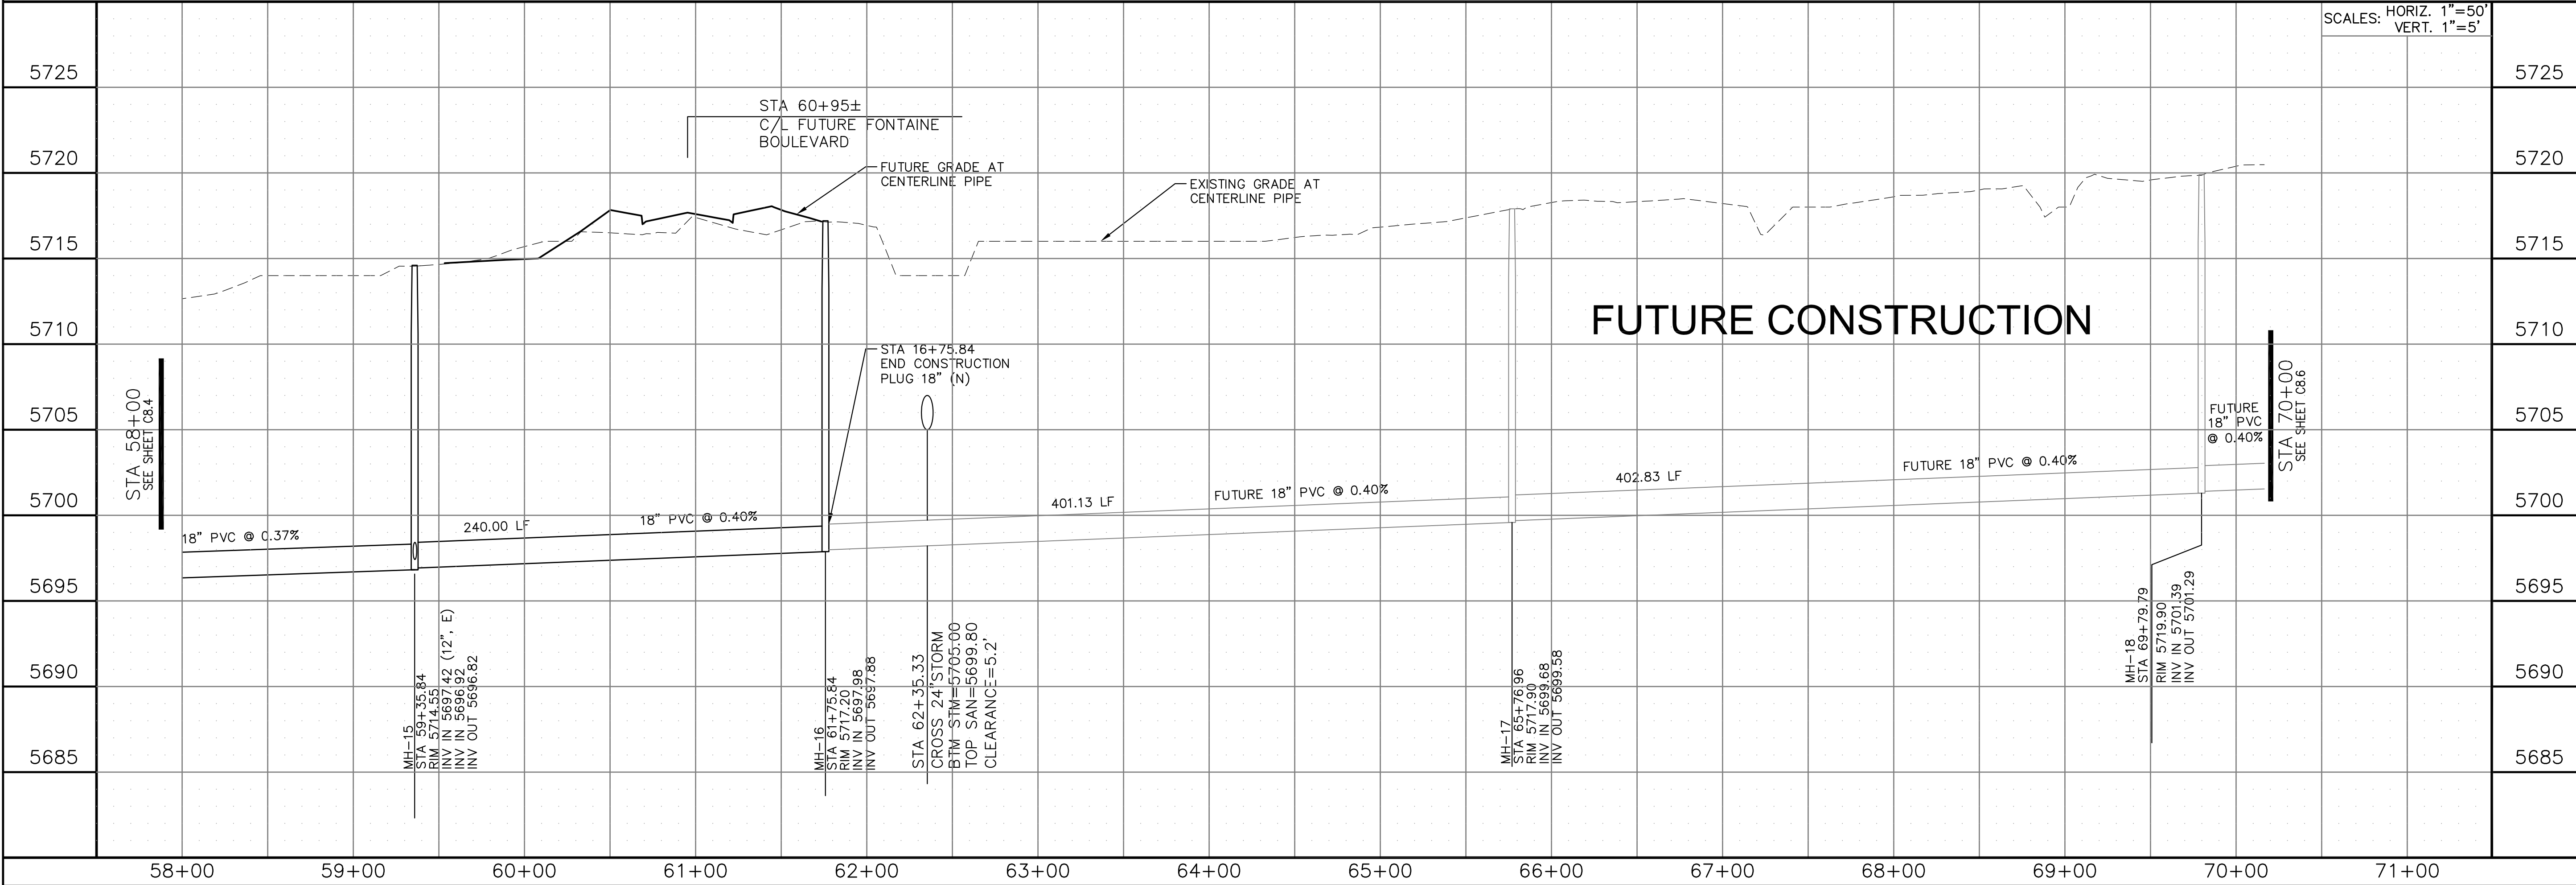 SCALES: HORIZ. 1"=50'
VERT. 1"=5'
5725
5720
5715
5710
5705
5700
5695
5690
5685
5725
5720
5715
5710
5705
5700
5695
5690
5685
STA 60+95±
C/L FUTURE FONTAINE
BOULEVARD
FUTURE GRADE AT
CENTERLINE PIPE
EXISTING GRADE AT
CENTERLINE PIPE
FUTURE CONSTRUCTION
STA 16+75.84
END CONSTRUCTION
PLUG 18" (N)
STA 58+00
SEE SHEET C8.4
STA 70+00
SEE SHEET C8.6
18" PVC @ 0.37%
240.00 LF
18" PVC @ 0.40%
401.13 LF
FUTURE 18" PVC @ 0.40%
402.83 LF
FUTURE 18" PVC @ 0.40%
FUTURE
18" PVC
@ 0.40%
MH-15
STA 59+35.84
RIM 5714.55
INV IN 5697.42 (12", E)
INV IN 5696.92
INV OUT 5696.82
MH-16
STA 61+75.84
RIM 5717.20
INV IN 5697.98
INV OUT 5697.88
STA 62+35.33
CROSS 24"STORM
BTM STM=5705.00
TOP SAN=5699.80
CLEARANCE=5.2'
MH-17
STA 65+76.96
RIM 5717.90
INV IN 5699.68
INV OUT 5699.58
MH-18
STA 69+79.79
RIM 5719.90
INV IN 5701.39
INV OUT 5701.29
58+00
59+00
60+00
61+00
62+00
63+00
64+00
65+00
66+00
67+00
68+00
69+00
70+00
71+00